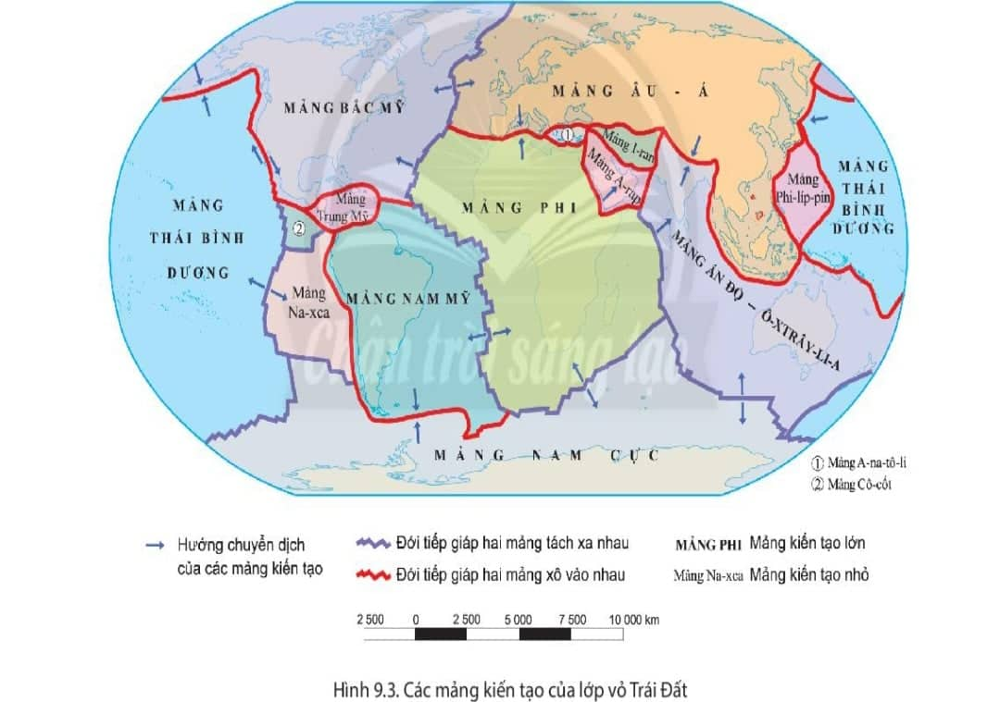 MẢNG BẮC MỸ
MẢNG ÂU - Á
①
Mảng I-ran
Mảng A-rap
Mảng
Trung Mỹ
②
MẢNG PHI
Mảng
Phi-líp-pin
MẢNG
THÁI
BÌNH
DƯƠNG
MẢNG
THÁI BÌNH
DƯƠNG
Mảng
Na-xca
MẢNG NAM MỸ
MẢNG ẤN ĐỘ - Ô-XTRÂY-LI-A
Chân trời sáng tạo
MẢNG NAM CỰC
① Mảng A-na-tô-li
② Mảng Cô-cốt
Hướng chuyển dịch
của các mảng kiến tạo
Đới tiếp giáp hai mảng tách xa nhau
Đới tiếp giáp hai mảng xô vào nhau
MẢNG PHI Mảng kiến tạo lớn
Mảng Na-xca Mảng kiến tạo nhỏ
2 500 0 2 500 5 000 7 500 10 000 km
Hình 9.3. Các mảng kiến tạo của lớp vỏ Trái Đất